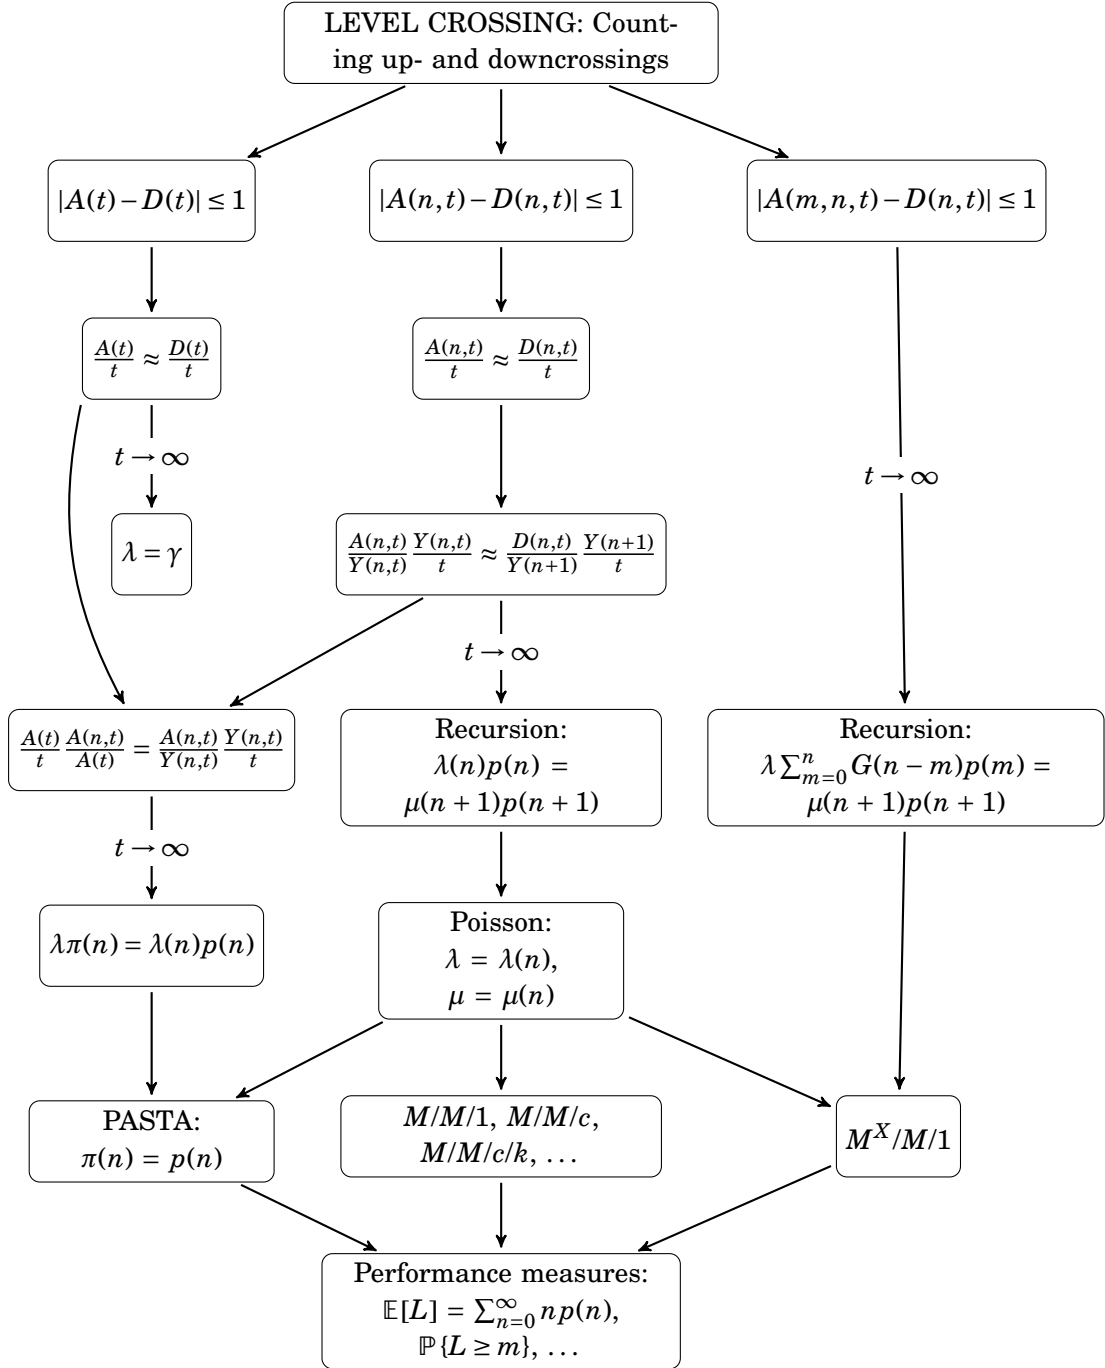 LEVEL CROSSING: Count-
ing up- and downcrossings
|A(t) − D(t)| ≤ 1
|A(n,t) − D(n,t)| ≤ 1
|A(m,n,t) − D(n,t)| ≤ 1
A(t)/t ≈ D(t)/t
A(n,t)/t ≈ D(n,t)/t
t → ∞
t → ∞
λ = γ
A(n,t)/Y(n,t) Y(n,t)/t ≈ D(n,t)/Y(n+1) Y(n+1)/t
t → ∞
A(t)/t A(n,t)/A(t) = A(n,t)/Y(n,t) Y(n,t)/t
Recursion:
λ(n)p(n) =
μ(n + 1)p(n + 1)
Recursion:
λ∑_{m=0}^{n} G(n − m)p(m) =
μ(n + 1)p(n + 1)
t → ∞
λπ(n) = λ(n)p(n)
Poisson:
λ = λ(n),
μ = μ(n)
PASTA:
π(n) = p(n)
M/M/1, M/M/c,
M/M/c/k, …
M^X/M/1
Performance measures:
𝔼[L] = ∑_{n=0}^{∞} np(n),
ℙ{L ≥ m}, …